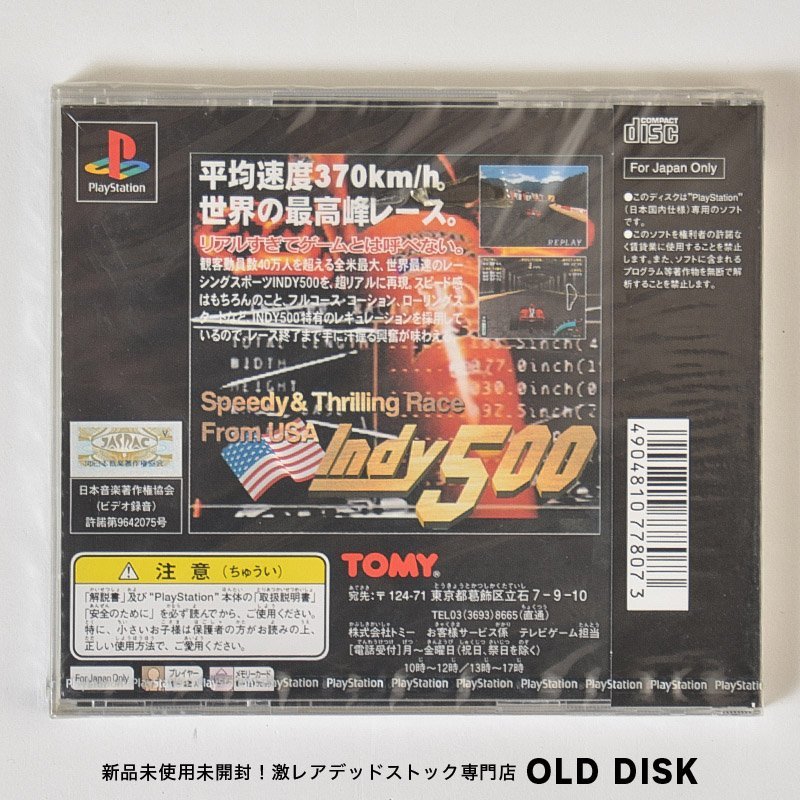 PlayStation
平均速度370km/h。
世界の最高峰レース。
リアルすぎてゲームとは呼べない。
観客動員数40万人を超える全米最大、世界最速のレー
シングスポーツINDY500を、超リアルに再現。スピード感
はもちろんのこと、フルコース・コーション、ローリングス
タートなど、INDY500特有のレギュレーションを採用して
いるので、レース終了まで手に汗握る興奮が味わえ
REPLAY
WIDTH
HEIGHT
Speedy & Thrilling Race
From USA
Indy 500
COMPACT
disc
For Japan Only
●このディスクは"PlayStation"
(日本国内仕様)専用のソフト
です。
●このソフトを権利者の許諾な
く賃貸業に使用することを禁止
します。また、ソフトに含まれる
プログラム等著作物を無断で解
析することを禁止します。
4904810778073
JASRAC
日本音楽著作権協会
(ビデオ録音)
許諾第9642075号
注意(ちゅうい)
「解説書」及び"PlayStation"本体の「取扱説明書」
「安全のために」を必ず読んでから、ご使用ください。
特に、小さいお子様は保護者の方がお読みの上、
正しい使用方法で、ご愛用ください。
TOMY®
宛先:〒124-71 東京都葛飾区立石7-9-10
TEL03(3693)8665(直通)
株式会社トミー お客様サービス係 テレビゲーム担当
[電話受付]月~金曜日(祝日、祭日を除く)
10時~12時/13時~17時
For Japan Only
プレイヤー
メモリーカード
PlayStation PlayStation PlayStation PlayStation PlayStation PlayStation
新品未使用未開封!激レアデッドストック専門店 OLD DISK